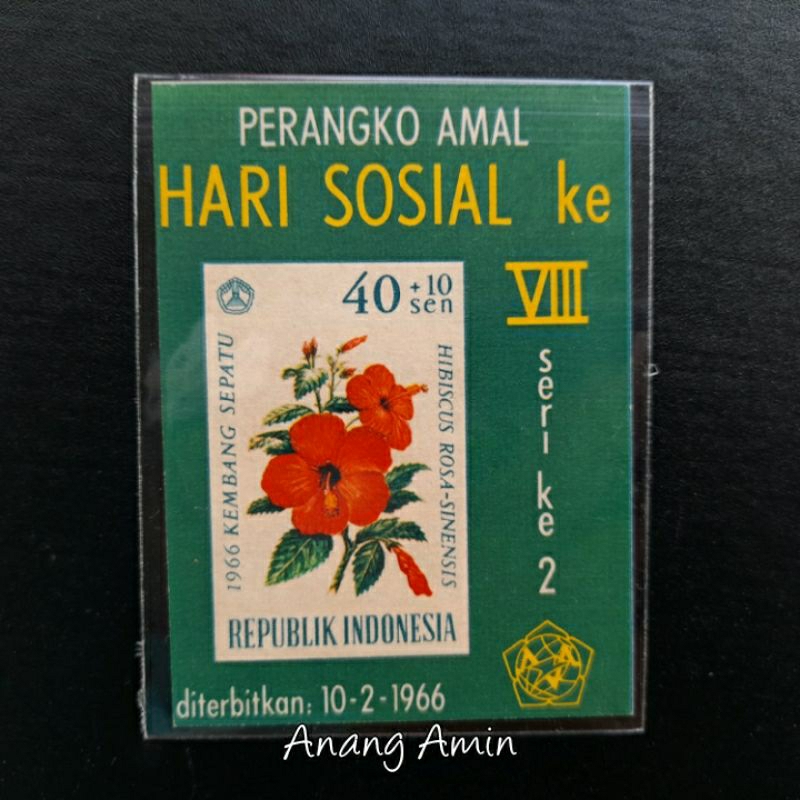 PERANGKO AMAL
HARI SOSIAL ke
VIII
seri ke 2
40 +10 sen
1966 KEMBANG SEPATU
HIBISCUS ROSA-SINENSIS
REPUBLIK INDONESIA
diterbitkan: 10-2-1966
Anang Amin